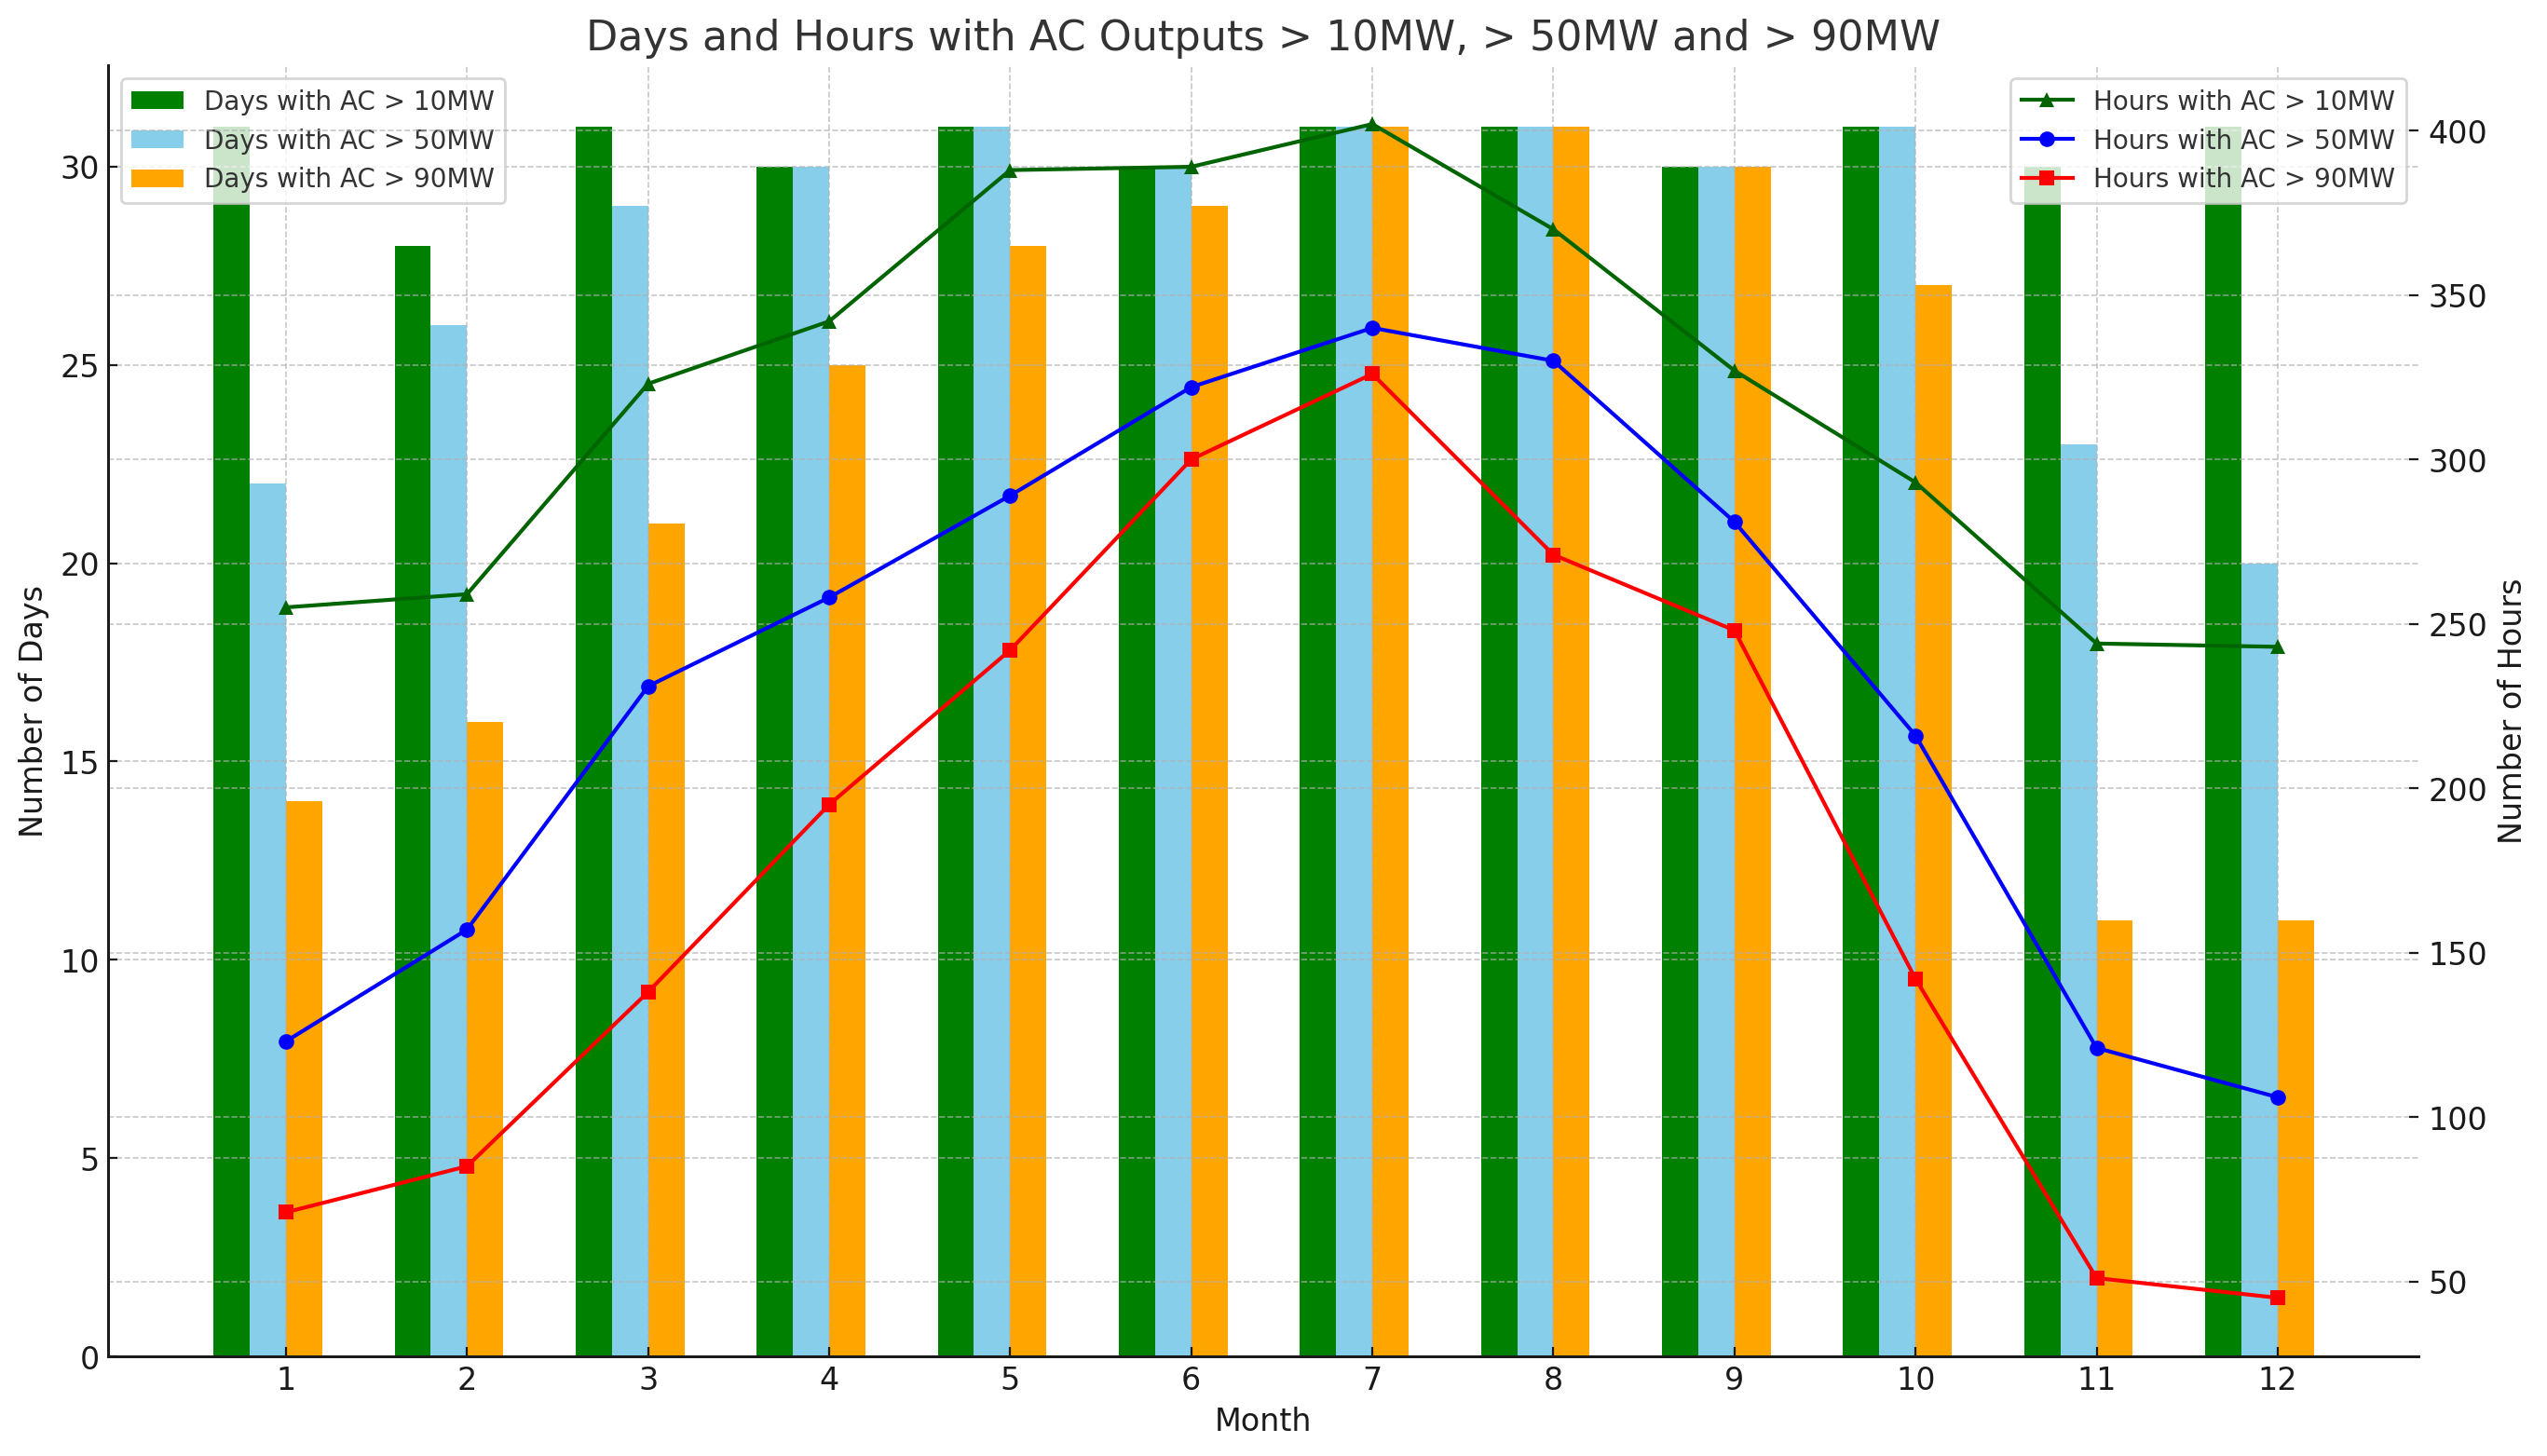 Days and Hours with AC Outputs > 10MW, > 50MW and > 90MW
Days with AC > 10MW
Days with AC > 50MW
Days with AC > 90MW
Hours with AC > 10MW
Hours with AC > 50MW
Hours with AC > 90MW
Number of Days
30
25
20
15
10
5
0
400
350
300
250
200
150
100
50
Number of Hours
1 2 3 4 5 6 7 8 9 10 11 12
Month